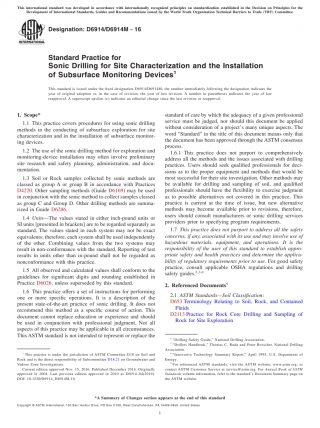 This international standard was developed in accordance with internationally recognized principles on standardization established in the Decision on Principles for the
Development of International Standards, Guides and Recommendations issued by the World Trade Organization Technical Barriers to Trade (TBT) Committee.
Designation: D6914/D6914M − 16
Standard Practice for
Sonic Drilling for Site Characterization and the Installation
of Subsurface Monitoring Devices¹
This standard is issued under the fixed designation D6914/D6914M; the number immediately following the designation indicates the
year of original adoption or, in the case of revision, the year of last revision. A number in parentheses indicates the year of last
reapproval. A superscript epsilon (ε) indicates an editorial change since the last revision or reapproval.
1. Scope*
1.1 This practice covers procedures for using sonic drilling
methods in the conducting of subsurface exploration for site
characterization and in the installation of subsurface monitor-
ing devices.
1.2 The use of the sonic drilling method for exploration and
monitoring-device installation may often involve preliminary
site research and safety planning, administration, and docu-
mentation.
1.3 Soil or Rock samples collected by sonic methods are
classed as group A or group B in accordance with Practices
D4220. Other sampling methods (Guide D6169) may be used
in conjunction with the sonic method to collect samples classed
as group C and Group D. Other drilling methods are summa-
rized in Guide D6286.
1.4 Units—The values stated in either inch-pound units or
SI units [presented in brackets] are to be regarded separately as
standard. The values stated in each system may not be exact
equivalents; therefore, each system shall be used independently
of the other. Combining values from the two systems may
result in non-conformance with the standard. Reporting of test
results in units other than in-pound shall not be regarded as
nonconformance with this practice.
1.5 All observed and calculated values shall conform to the
guidelines for significant digits and rounding established in
Practice D6026, unless superseded by this standard.
1.6 This practice offers a set of instructions for performing
one or more specific operations. It is a description of the
present state-of-the-art of practice of sonic drilling. It does not
recommend this method as a specific course of action. This
document cannot replace education or experience and should
be used in conjunction with professional judgment. Not all
aspects of this practice may be applicable in all circumstances.
This ASTM standard is not intended to represent or replace the
¹ This practice is under the jurisdiction of ASTM Committee D18 on Soil and
Rock and is the direct responsibility of Subcommittee D18.21 on Groundwater and
Vadose Zone Investigations.
Current edition approved Nov. 15, 2016. Published December 2016. Originally
approved in 2004. Last previous edition approved in 2010 as
DOI: 10.1520/D6914_D6914M-16.
standard of care by which the adequacy of a given professional
service must be judged, nor should this document be applied
without consideration of a project's many unique aspects. The
word "Standard" in the title of this document means only that
the document has been approved through the ASTM consensus
process.
1.6.1 This practice does not purport to comprehensively
address all the methods and the issues associated with drilling
practices. Users should seek qualified professionals for deci-
sions as to the proper equipment and methods that would be
most successful for their site investigation. Other methods may
be available for drilling and sampling of soil, and qualified
professionals should have the flexibility to exercise judgment
as to possible alternatives not covered in this practice. This
practice is current at the time of issue, but new alternative
methods may become available prior to revisions, therefore,
users should consult manufacturers or sonic drilling services
providers prior to specifying program requirements.
1.7 This practice does not purport to address all the safety
concerns, if any, associated with its use and may involve use of
hazardous materials, equipment, and operations. It is the
responsibility of the user of this standard to establish appro-
priate safety and health practices and determine the applica-
bility of regulatory requirements prior to use. For good safety
practice, consult applicable OSHA regulations and drilling
safety guides.²,³,⁴
2. Referenced Documents⁵
2.1 ASTM Standards—Soil Classification:
D653 Terminology Relating to Soil, Rock, and Contained
Fluids
D2113 Practice for Rock Core Drilling and Sampling of
Rock for Site Exploration
² "Drilling Safety Guide," National Drilling Association.
³ "Drillers Handbook," Thomas C. Ruda and Peter Bosscher, National Drilling
Association.
⁴ "Innovative Technology Summary Report," April 1995, U.S. Department of
Energy.
⁵ For referenced ASTM standards, visit the ASTM website, www.astm.org, or
contact ASTM Customer Service at service@astm.org. For Annual Book of ASTM
Standards volume information, refer to the standard's Document Summary page on
the ASTM website.
*A Summary of Changes section appears at the end of this standard
Copyright © ASTM International, 100 Barr Harbor Drive, PO Box C700, West Conshohocken, PA 19428-2959. United States
1